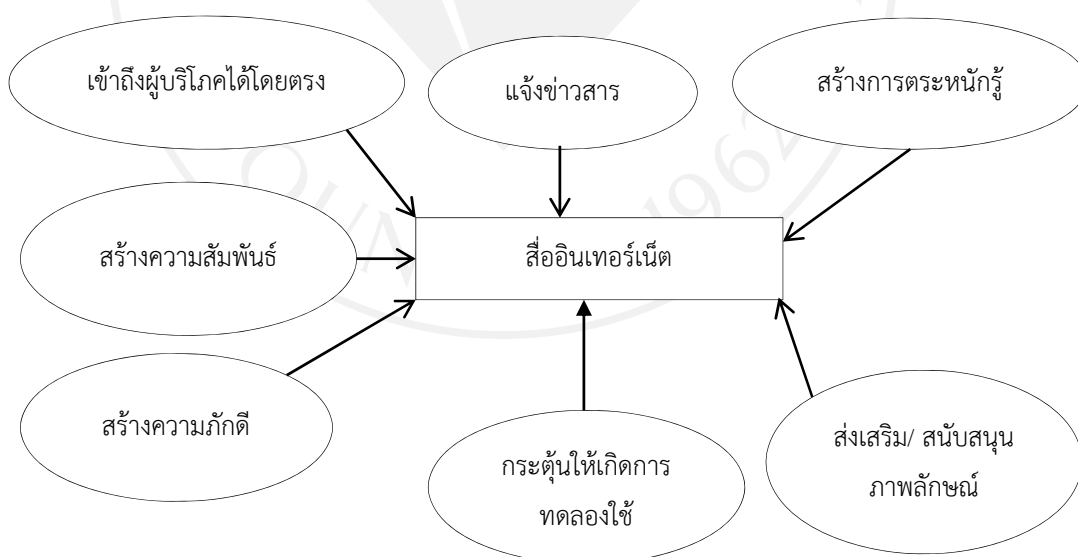 เข้าถึงผู้บริโภคได้โดยตรง
แจ้งข่าวสาร
สร้างการตระหนักรู้
สร้างความสัมพันธ์
สื่ออินเทอร์เน็ต
สร้างความภักดี
กระตุ้นให้เกิดการ
ทดลองใช้
ส่งเสริม/ สนับสนุน
ภาพลักษณ์
1962